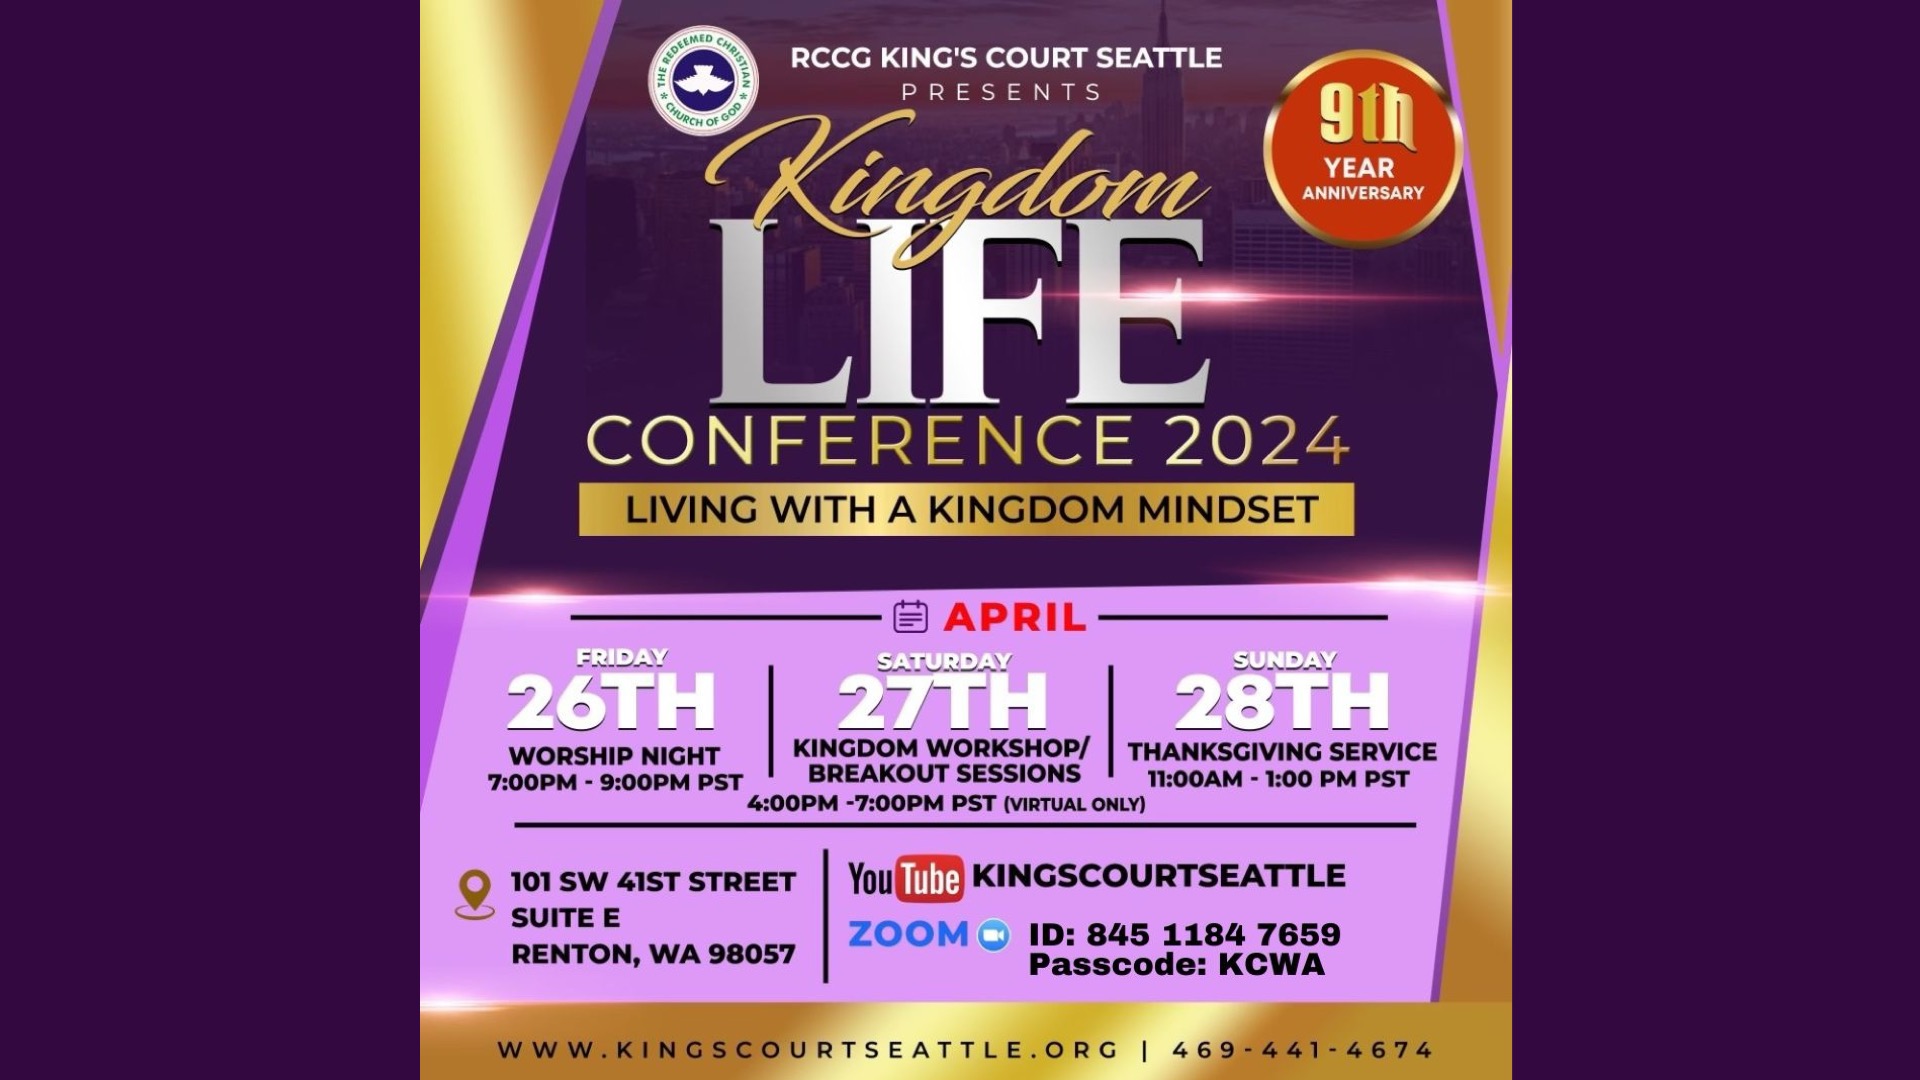 THE REDEEMED CHRISTIAN
CHURCH OF GOD
RCCG KING'S COURT SEATTLE
PRESENTS
9th
YEAR
ANNIVERSARY
Kingdom
LIFE
CONFERENCE 2024
LIVING WITH A KINGDOM MINDSET
APRIL
FRIDAY
26TH
WORSHIP NIGHT
7:00PM - 9:00PM PST
SATURDAY
27TH
KINGDOM WORKSHOP/
BREAKOUT SESSIONS
4:00PM -7:00PM PST (VIRTUAL ONLY)
SUNDAY
28TH
THANKSGIVING SERVICE
11:00AM - 1:00 PM PST
101 SW 41ST STREET
SUITE E
RENTON, WA 98057
YouTube KINGSCOURTSEATTLE
ZOOM ID: 845 1184 7659
Passcode: KCWA
WWW.KINGSCOURTSEATTLE.ORG | 469-441-4674